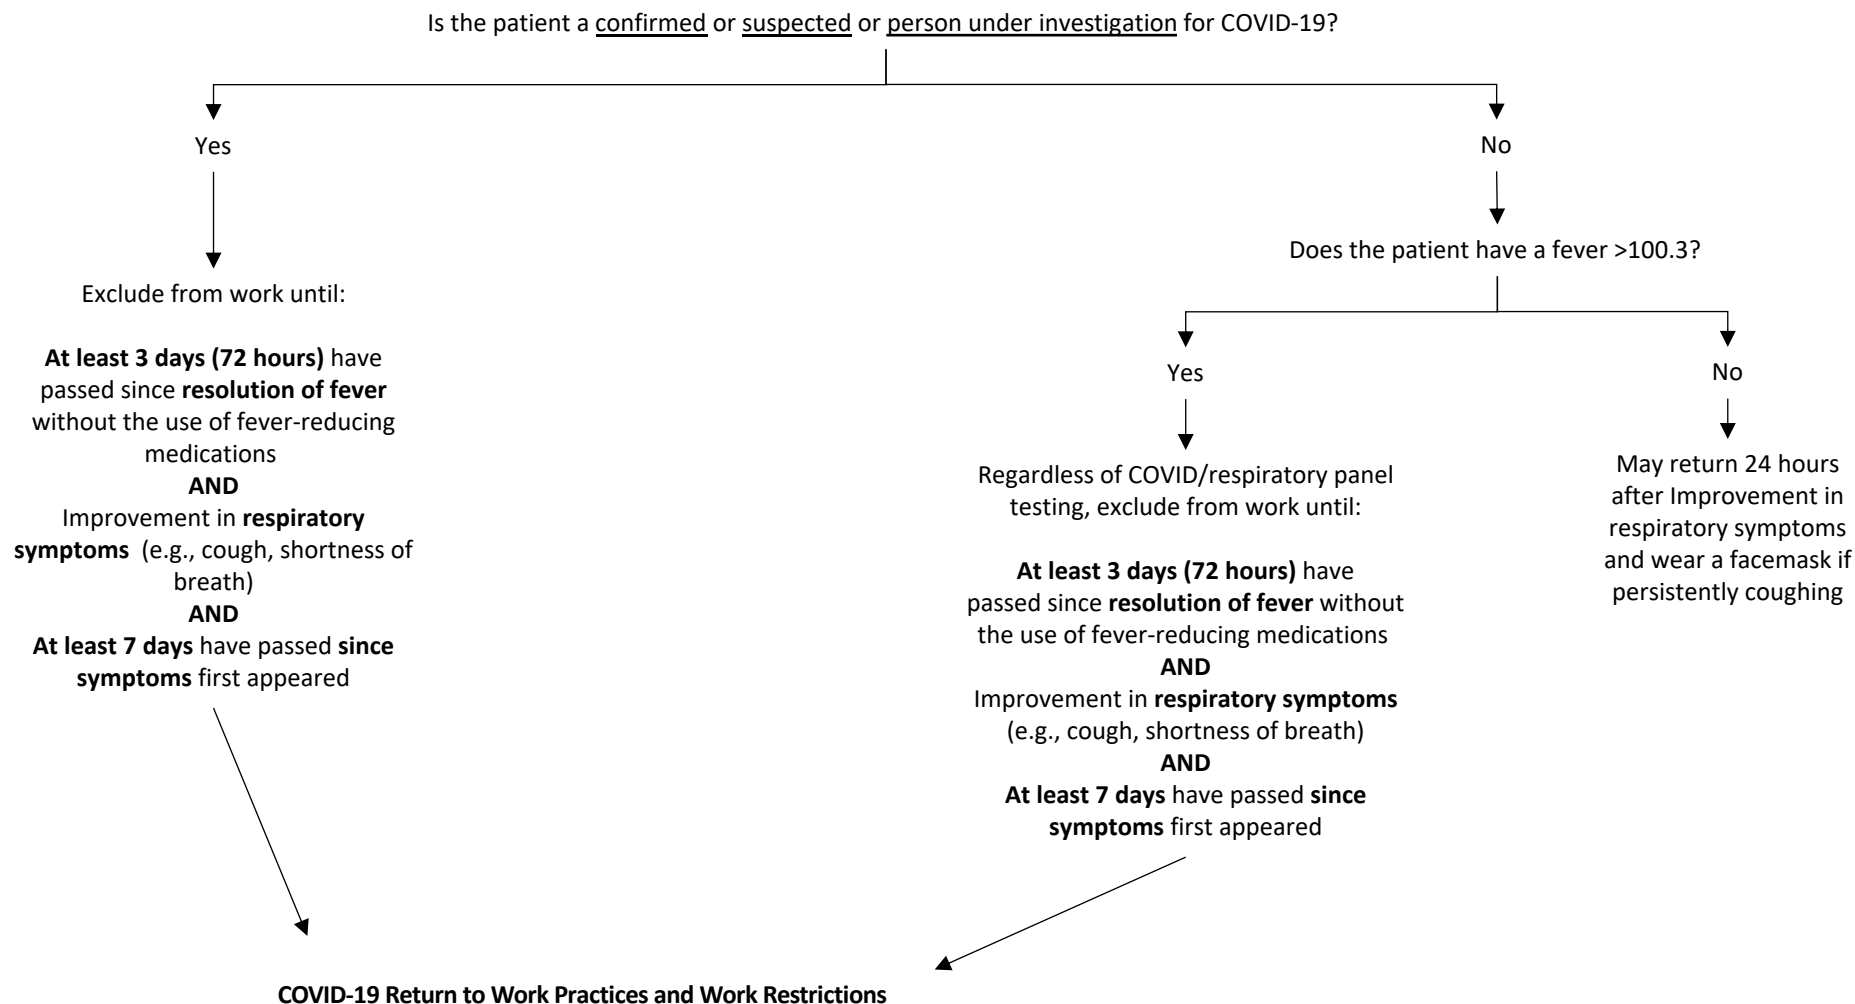 Is the patient a confirmed or suspected or person under investigation for COVID-19?
Yes
No
Exclude from work until:
At least 3 days (72 hours) have
passed since resolution of fever
without the use of fever-reducing
medications
AND
Improvement in respiratory
symptoms (e.g., cough, shortness of
breath)
AND
At least 7 days have passed since
symptoms first appeared
Does the patient have a fever >100.3?
Yes
No
Regardless of COVID/respiratory panel
testing, exclude from work until:
At least 3 days (72 hours) have
passed since resolution of fever without
the use of fever-reducing medications
AND
Improvement in respiratory symptoms
(e.g., cough, shortness of breath)
AND
At least 7 days have passed since
symptoms first appeared
May return 24 hours
after Improvement in
respiratory symptoms
and wear a facemask if
persistently coughing
COVID-19 Return to Work Practices and Work Restrictions